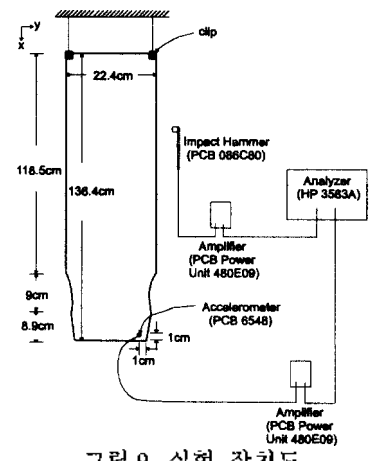 y
x
clip
22.4cm
Impact Hammer
(PCB 086C80)
118.5cm
136.4cm
Analyzer
(HP 3563A)
Amplifier
(PCB Power
Unit 480E09)
9cm
Accelerometer
(PCB 6548)
8.9cm
1cm
1cm
Amplifier
(PCB Power
Unit 480E09)